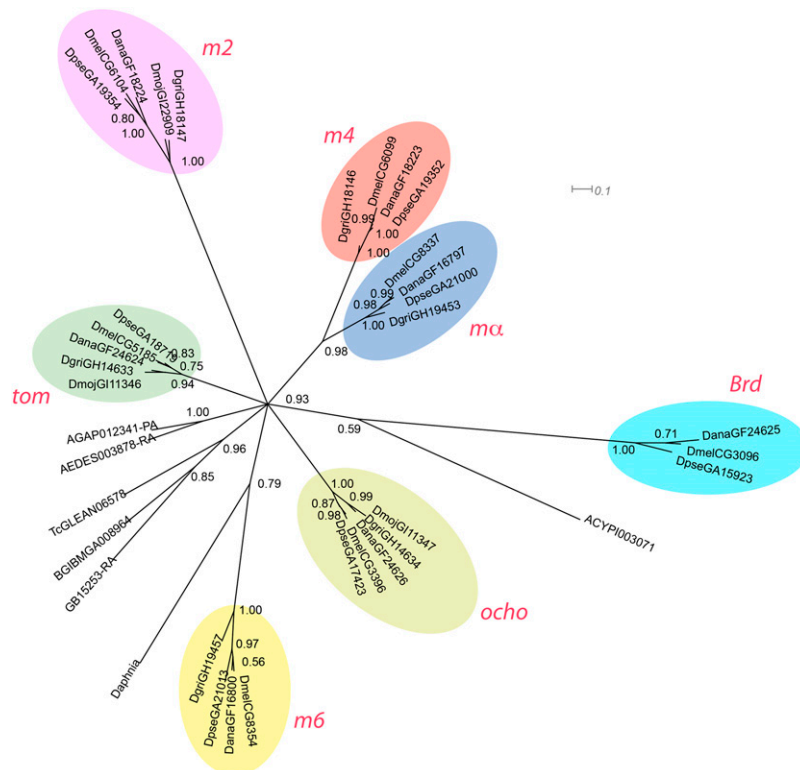 m2
DpseGA19354
DmelCG6104
DanaGF18224
DmojGI22909
DgriGH18147
0.80
1.00
1.00
m4
DgriGH18146
DmelCG6099
DanaGF18223
DpseGA19352
0.99
1.00
1.00
0.1
DmelCG8337
DanaGF16797
DpseGA21000
DgriGH19453
0.99
0.98
1.00
mα
0.98
DpseGA18719
DmelCG5185
DanaGF24624
DgriGH14633
DmojGI11346
0.83
0.75
0.94
tom
0.93
Brd
DanaGF24625
DmelCG3096
DpseGA15923
0.71
1.00
0.59
ACYPI003071
AGAP012341-PA
AEDES003878-RA
1.00
TcGLEAN06578
BGIBMGA008964
GB15253-RA
0.96
0.85
0.79
Daphnia
1.00
0.99
0.87
0.98
DmojGI11347
DgriGH14634
DanaGF24626
DmelCG3396
DpseGA17423
ocho
1.00
0.97
0.56
DgriGH19457
DpseGA21013
DanaGF16800
DmelCG8354
m6